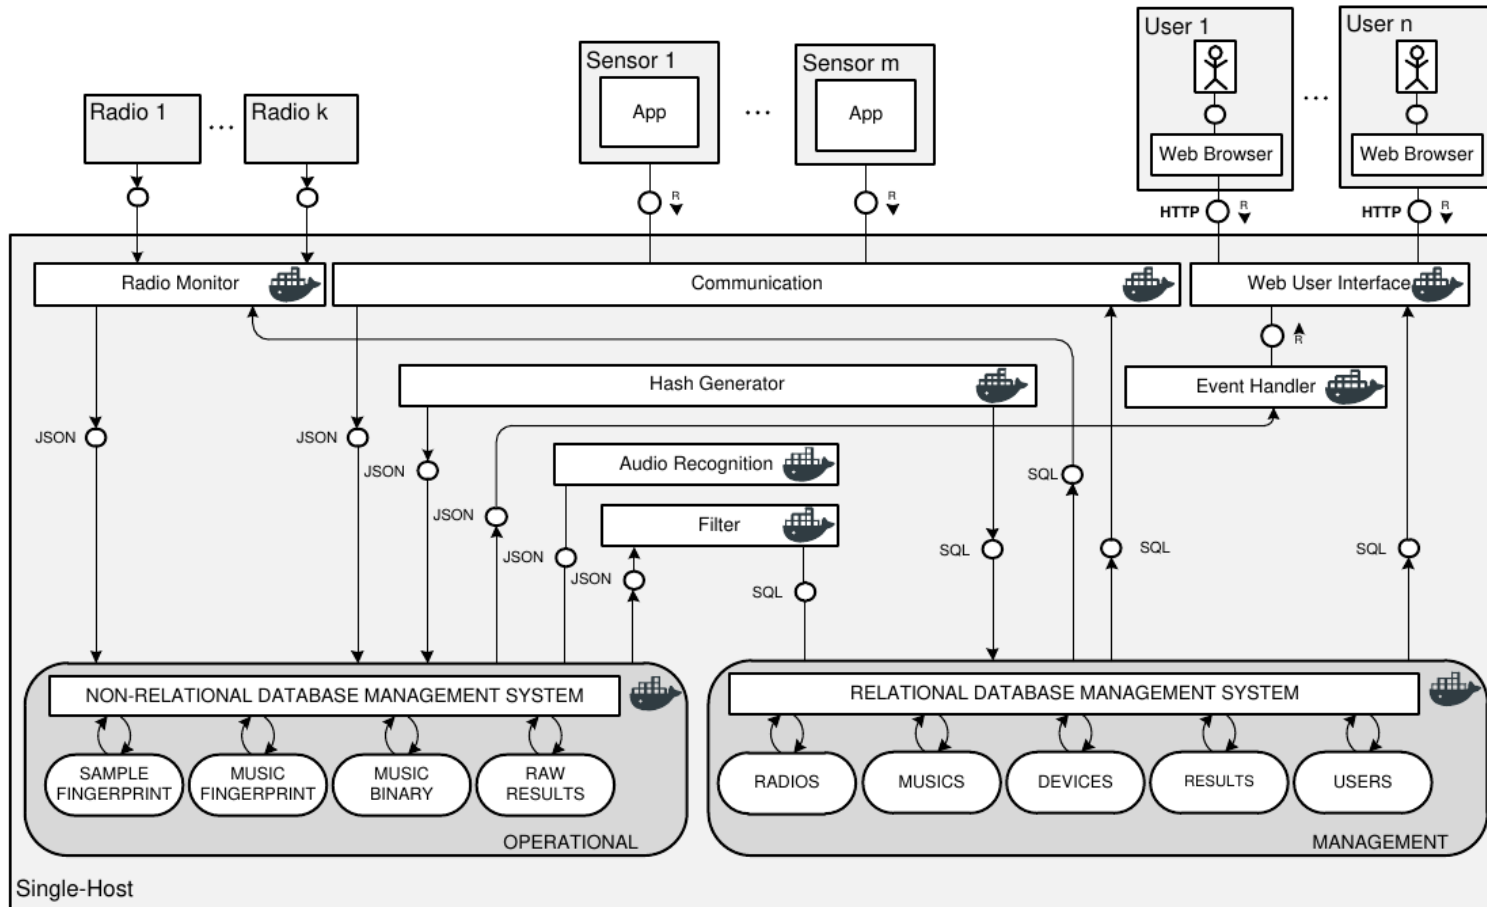 User 1
User n
Sensor 1
Sensor m
Radio 1
...
Radio k
App
...
App
...
Web Browser
Web Browser
R
R
HTTP
R
HTTP
R
Radio Monitor
Communication
Web User Interface
R
Hash Generator
Event Handler
JSON
JSON
JSON
Audio Recognition
SQL
JSON
Filter
JSON
JSON
SQL
SQL
SQL
SQL
NON-RELATIONAL DATABASE MANAGEMENT SYSTEM
RELATIONAL DATABASE MANAGEMENT SYSTEM
SAMPLE
FINGERPRINT
MUSIC
FINGERPRINT
MUSIC
BINARY
RAW
RESULTS
RADIOS
MUSICS
DEVICES
RESULTS
USERS
OPERATIONAL
MANAGEMENT
Single-Host